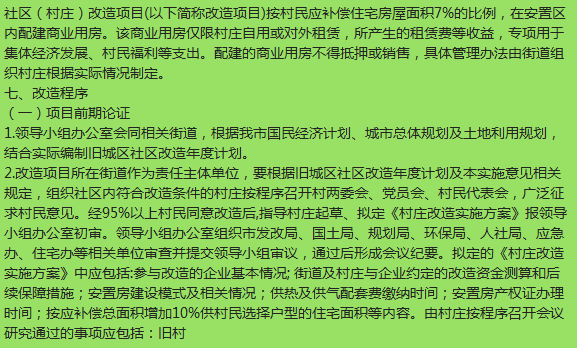 社区（村庄）改造项目(以下简称改造项目)按村民应补偿住宅房屋面积7%的比例，在安置区
内配建商业用房。该商业用房仅限村庄自用或对外租赁，所产生的租赁费等收益，专项用于
集体经济发展、村民福利等支出。配建的商业用房不得抵押或销售，具体管理办法由街道组
织村庄根据实际情况制定。
七、改造程序
（一）项目前期论证
1.领导小组办公室会同相关街道，根据我市国民经济计划、城市总体规划及土地利用规划，
结合实际编制旧城区社区改造年度计划。
2.改造项目所在街道作为责任主体单位，要根据旧城区社区改造年度计划及本实施意见相关
规定，组织社区内符合改造条件的村庄按程序召开村两委会、党员会、村民代表会，广泛征
求村民意见。经95%以上村民同意改造后,指导村庄起草、拟定《村庄改造实施方案》报领导
小组办公室初审。领导小组办公室组织市发改局、国土局、规划局、环保局、人社局、应急
办、住宅办等相关单位审查并提交领导小组审议，通过后形成会议纪要。拟定的《村庄改造
实施方案》中应包括:参与改造的企业基本情况; 街道及村庄与企业约定的改造资金测算和后
续保障措施；安置房建设模式及相关情况；供热及供气配套费缴纳时间；安置房产权证办理
时间；按应补偿总面积增加10%供村民选择户型的住宅面积等内容。由村庄按程序召开会议
研究通过的事项应包括：旧村